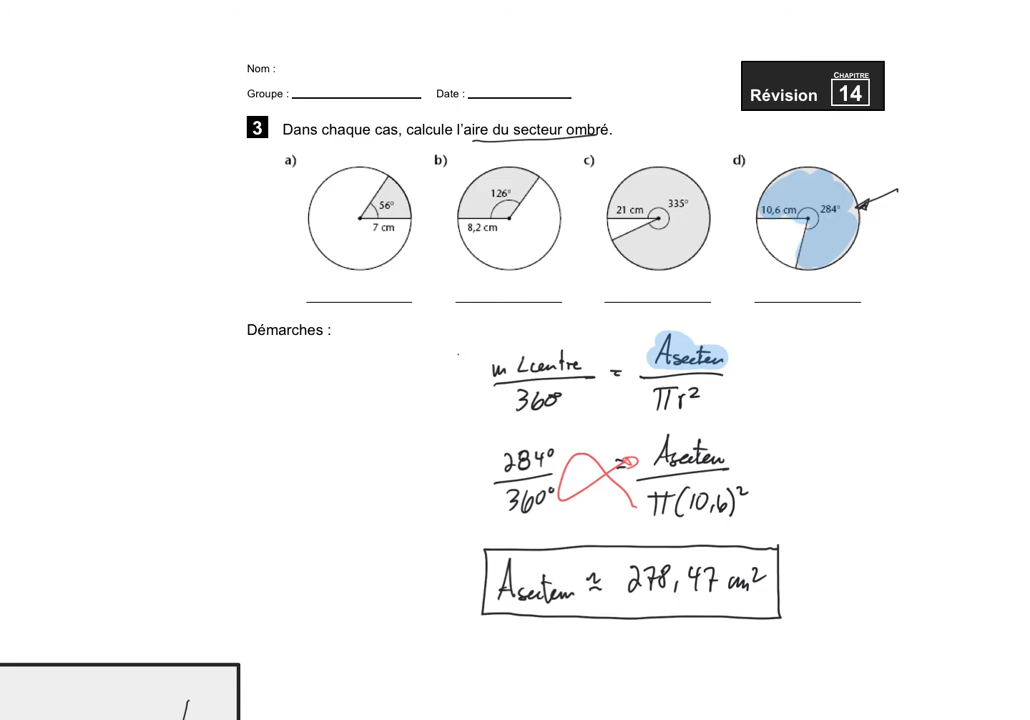 Nom :
Groupe : Date :
CHAPITRE
Révision 14
3 Dans chaque cas, calcule l'aire du secteur ombré.
a) b) c) d)
56°
7 cm
126°
8,2 cm
21 cm 335°
10,6 cm 284°
Démarches :
m ∠centre / 360° = Asecteur / πr²
284° / 360° = Asecteur / π(10,6)²
Asecteur ≈ 278,47 cm²